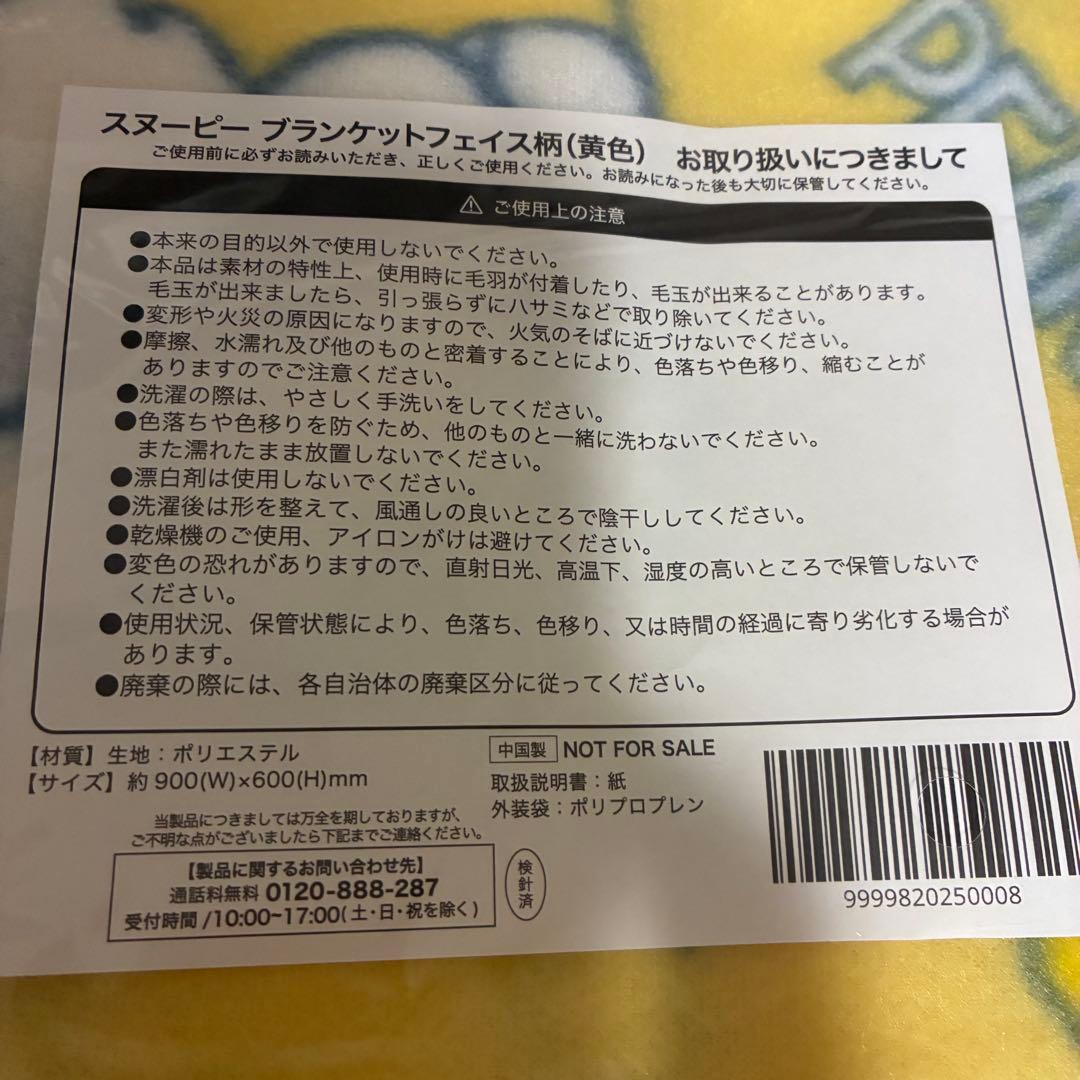 スヌーピー ブランケットフェイス柄(黄色) お取り扱いにつきまして
ご使用前に必ずお読みいただき、正しくご使用ください。お読みになった後も大切に保管してください。
⚠ ご使用上の注意
●本来の目的以外で使用しないでください。
●本品は素材の特性上、使用時に毛羽が付着したり、毛玉が出来ることがあります。
毛玉が出来ましたら、引っ張らずにハサミなどで取り除いてください。
●変形や火災の原因になりますので、火気のそばに近づけないでください。
●摩擦、水濡れ及び他のものと密着することにより、色落ちや色移り、縮むことが
ありますのでご注意ください。
●洗濯の際は、やさしく手洗いをしてください。
●色落ちや色移りを防ぐため、他のものと一緒に洗わないでください。
また濡れたまま放置しないでください。
●漂白剤は使用しないでください。
●洗濯後は形を整えて、風通しの良いところで陰干ししてください。
●乾燥機のご使用、アイロンがけは避けてください。
●変色の恐れがありますので、直射日光、高温下、湿度の高いところで保管しないで
ください。
●使用状況、保管状態により、色落ち、色移り、又は時間の経過に寄り劣化する場合が
あります。
●廃棄の際には、各自治体の廃棄区分に従ってください。
【材質】生地:ポリエステル
【サイズ】約900(W)×600(H)mm
中国製 NOT FOR SALE
取扱説明書:紙
外装袋:ポリプロプレン
当製品につきましては万全を期しておりますが、
ご不明な点がございましたら下記までご連絡ください。
【製品に関するお問い合わせ先】
通話料無料 0120-888-287
受付時間/10:00~17:00(土・日・祝を除く)
検針済
9999820250008